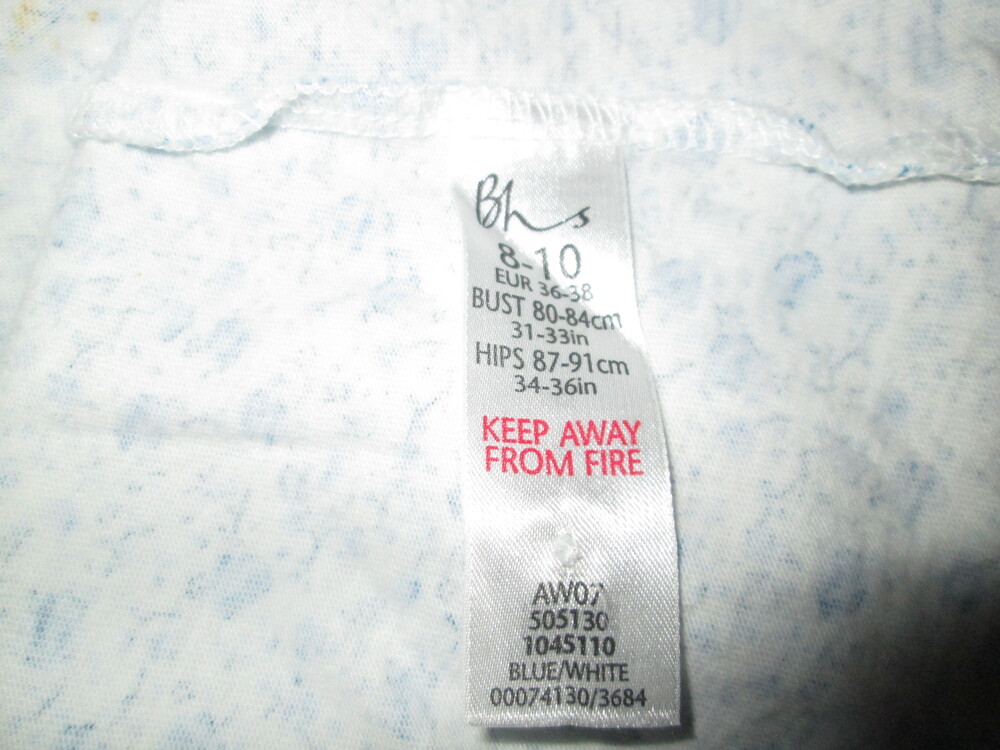 Bhs
8-10
EUR 36-38
BUST 80-84cm
31-33in
HIPS 87-91cm
34-36in
KEEP AWAY
FROM FIRE
AW07
505130
1045110
BLUE/WHITE
00074130/3684